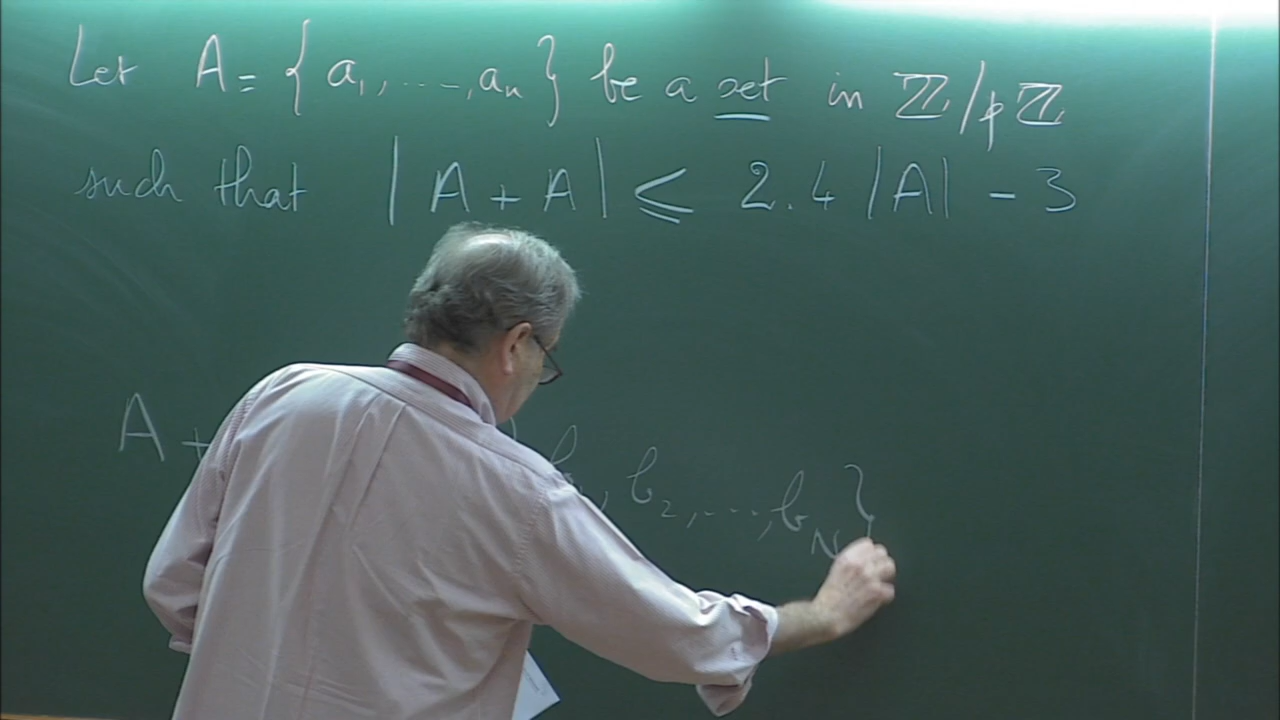 Let A = { a₁, ..., aₙ } be a set in ℤ/pℤ
such that |A + A| ≤ 2.4 |A| - 3
A + b₂, ..., b_N }